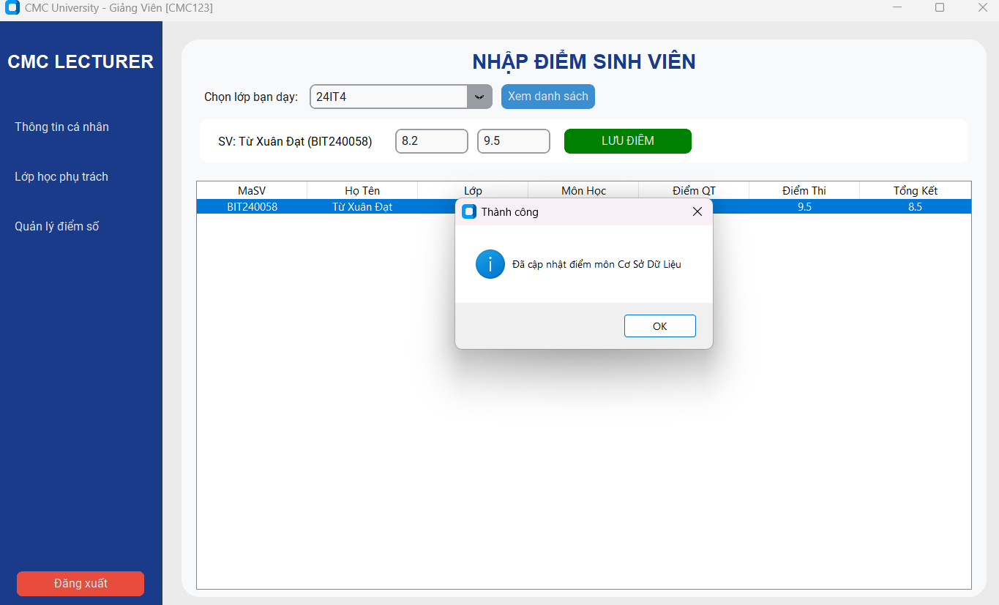 CMC University - Giảng Viên [CMC123]
CMC LECTURER
Thông tin cá nhân
Lớp học phụ trách
Quản lý điểm số
Đăng xuất
NHẬP ĐIỂM SINH VIÊN
Chọn lớp bạn dạy: 24IT4 Xem danh sách
SV: Từ Xuân Đạt (BIT240058) 8.2 9.5 LƯU ĐIỂM
MaSV Họ Tên Lớp Môn Học Điểm QT Điểm Thi Tổng Kết
BIT240058 Từ Xuân Đạt 9.5 8.5
Thành công
Đã cập nhật điểm môn Cơ Sở Dữ Liệu
OK